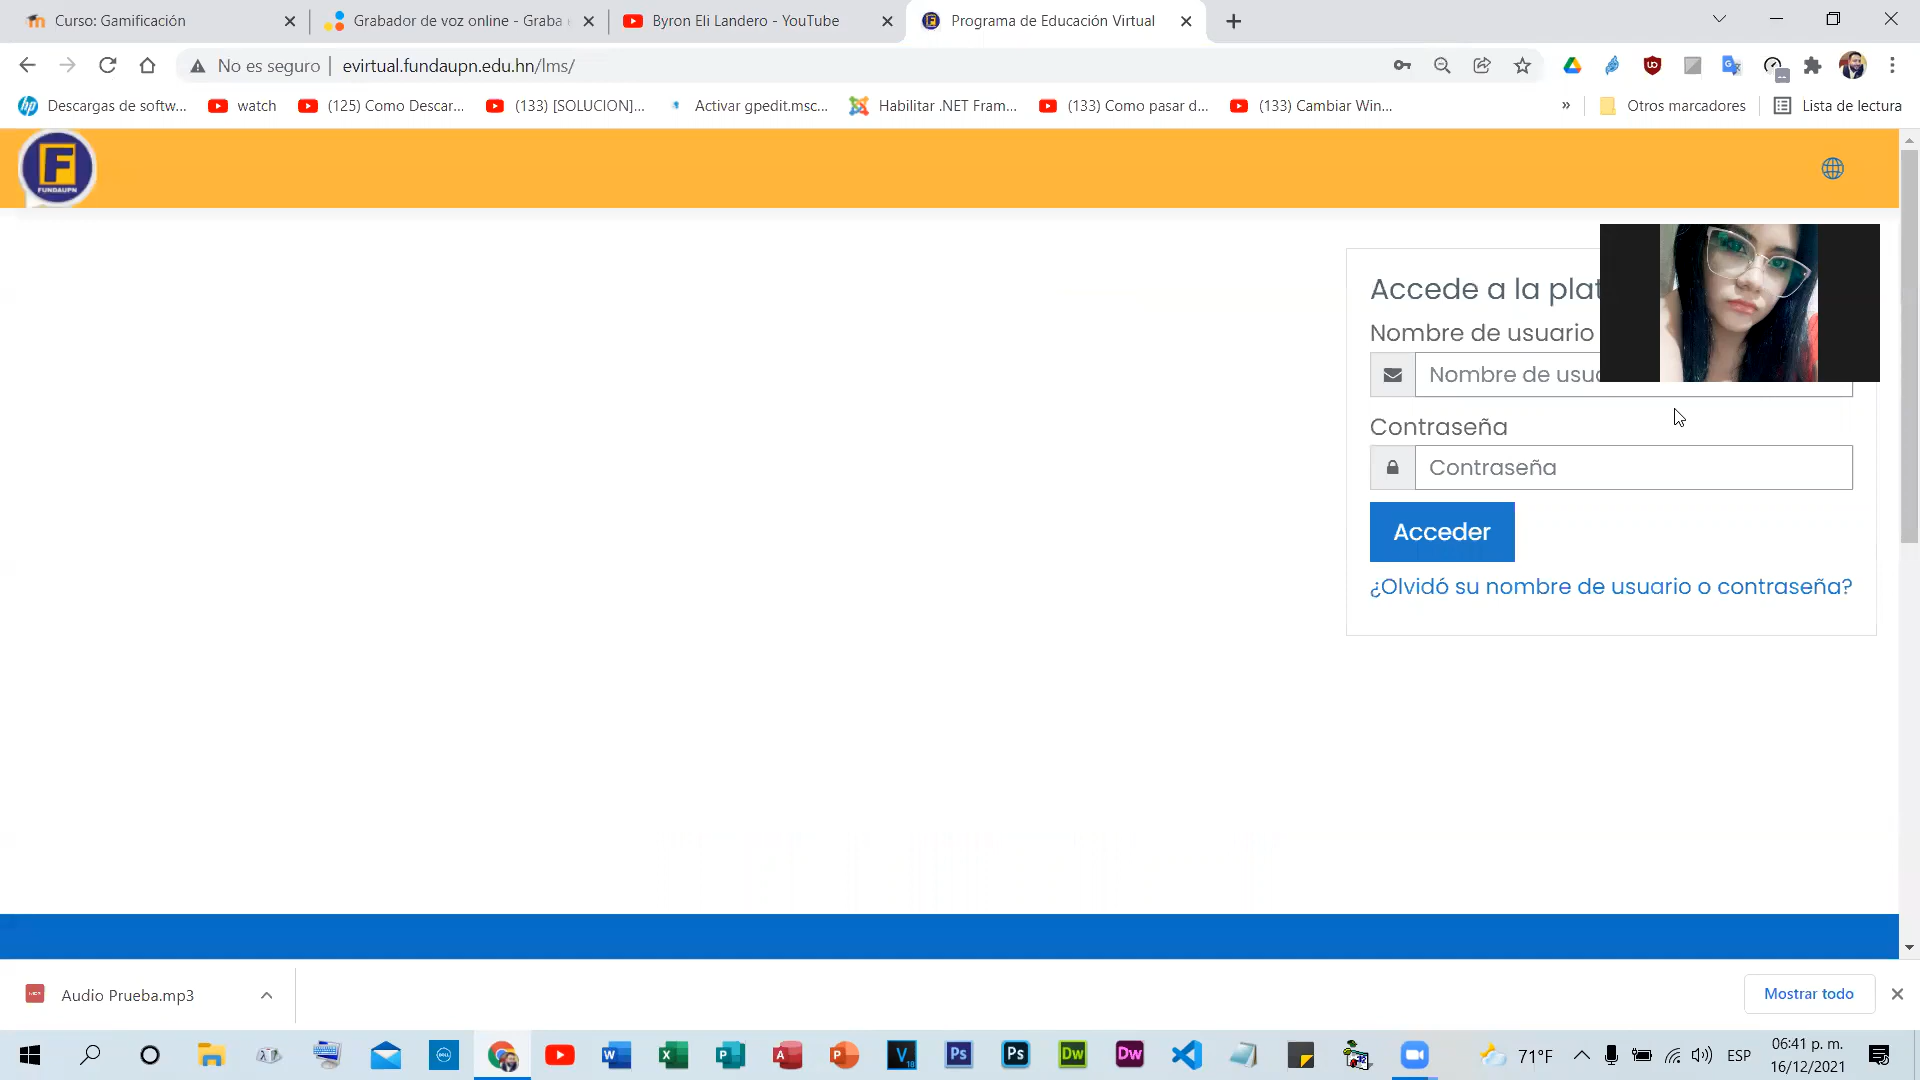 Curso: Gamificación
Grabador de voz online - Graba
Byron Eli Landero - YouTube
Programa de Educación Virtual
No es seguro
evirtual.fundaupn.edu.hn/lms/
Descargas de softw...
watch
(125) Como Descar...
(133) [SOLUCION]...
Activar gpedit.msc...
Habilitar .NET Fram...
(133) Como pasar d...
(133) Cambiar Win...
»
Otros marcadores
Lista de lectura
F
FUNDAUPN
Accede a la plat
Nombre de usuario
Nombre de usu
Contraseña
Contraseña
Acceder
¿Olvidó su nombre de usuario o contraseña?
Audio Prueba.mp3
Mostrar todo
71°F
ESP
06:41 p. m.
16/12/2021